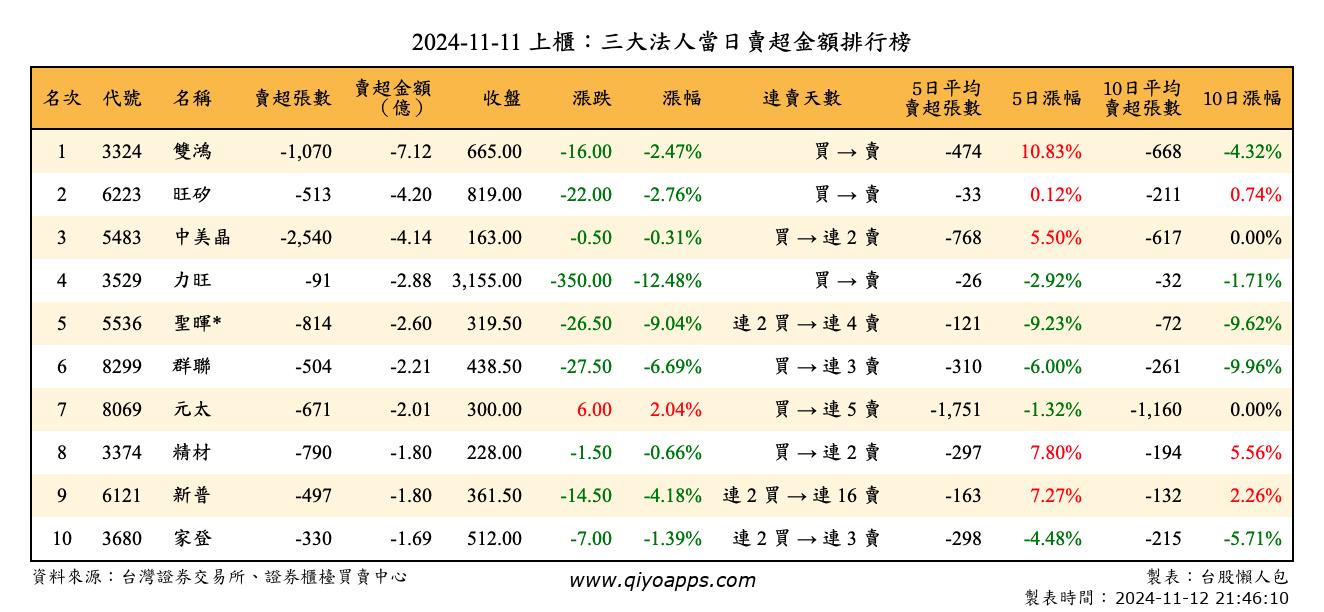 2024-11-11 上櫃：三大法人當日賣超金額排行榜
名次 代號 名稱 賣超張數 賣超金額（億） 收盤 漲跌 漲幅 連賣天數 5日平均賣超張數 5日漲幅 10日平均賣超張數 10日漲幅
1 3324 雙鴻 -1,070 -7.12 665.00 -16.00 -2.47% 買 → 賣 -474 10.83% -668 -4.32%
2 6223 旺矽 -513 -4.20 819.00 -22.00 -2.76% 買 → 賣 -33 0.12% -211 0.74%
3 5483 中美晶 -2,540 -4.14 163.00 -0.50 -0.31% 買 → 連 2 賣 -768 5.50% -617 0.00%
4 3529 力旺 -91 -2.88 3,155.00 -350.00 -12.48% 買 → 賣 -26 -2.92% -32 -1.71%
5 5536 聖暉* -814 -2.60 319.50 -26.50 -9.04% 連 2 買 → 連 4 賣 -121 -9.23% -72 -9.62%
6 8299 群聯 -504 -2.21 438.50 -27.50 -6.69% 買 → 連 3 賣 -310 -6.00% -261 -9.96%
7 8069 元太 -671 -2.01 300.00 6.00 2.04% 買 → 連 5 賣 -1,751 -1.32% -1,160 0.00%
8 3374 精材 -790 -1.80 228.00 -1.50 -0.66% 買 → 連 2 賣 -297 7.80% -194 5.56%
9 6121 新普 -497 -1.80 361.50 -14.50 -4.18% 連 2 買 → 連 16 賣 -163 7.27% -132 2.26%
10 3680 家登 -330 -1.69 512.00 -7.00 -1.39% 連 2 買 → 連 3 賣 -298 -4.48% -215 -5.71%
資料來源：台灣證券交易所、證券櫃檯買賣中心 www.qiyoapps.com 製表：台股懶人包
製表時間：2024-11-12 21:46:10